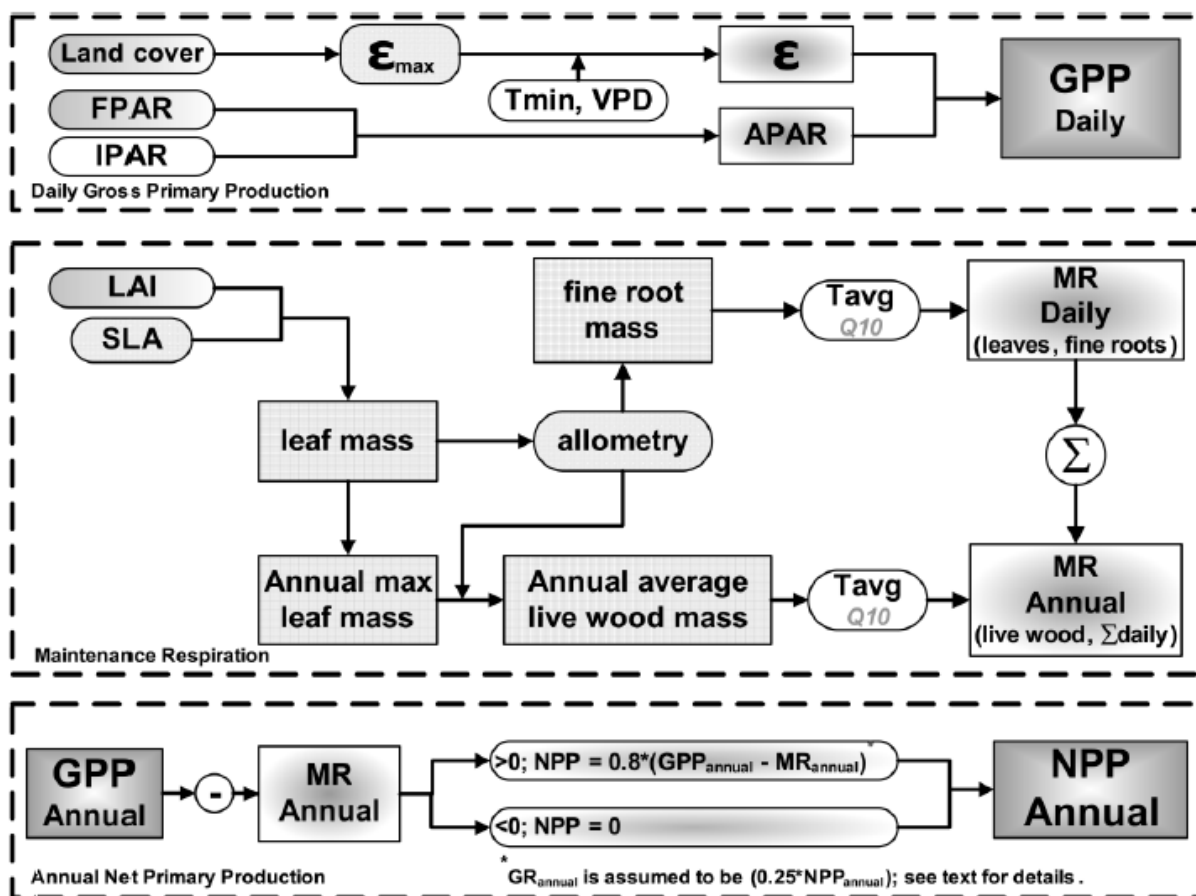 Land cover
εmax
ε
Tmin, VPD
GPP
Daily
FPAR
IPAR
APAR
Daily Gross Primary Production
LAI
SLA
fine root
mass
Tavg
Q10
MR
Daily
(leaves, fine roots)
leaf mass
allometry
Σ
Annual max
leaf mass
Annual average
live wood mass
Tavg
Q10
MR
Annual
(live wood, Σdaily)
Maintenance Respiration
GPP
Annual
-
MR
Annual
>0; NPP = 0.8*(GPPannual - MRannual)*
<0; NPP = 0
NPP
Annual
Annual Net Primary Production
*GRannual is assumed to be (0.25*NPPannual); see text for details.